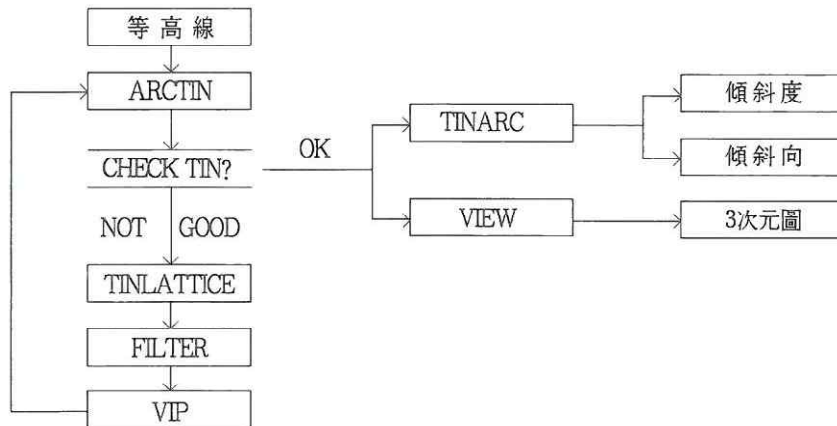 等高線
ARCTIN
CHECK TIN?
NOT GOOD
TINLATTICE
FILTER
VIP
OK
TINARC
VIEW
傾斜度
傾斜向
3次元圖